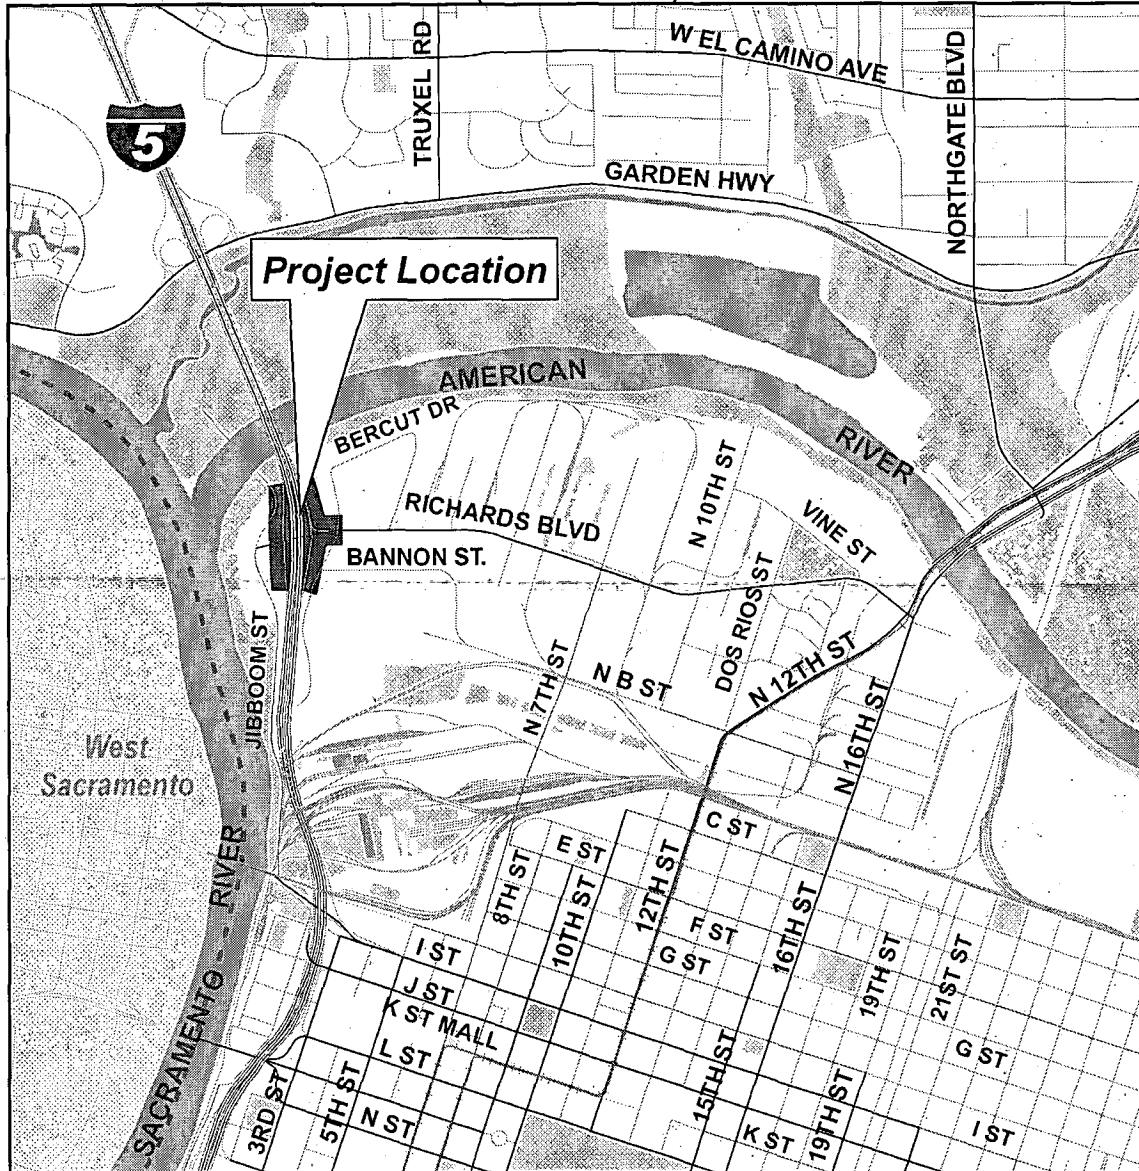 W EL CAMINO AVE
TRUXEL RD
NORTHGATE BLVD
5
GARDEN HWY
Project Location
AMERICAN
RIVER
BERCUT DR
RICHARDS BLVD
N 10TH ST
VINE ST
BANNON ST.
DOS RIOS ST
JIBBOOM ST
N 7TH ST
N B ST
N 12TH ST
N 16TH ST
West
Sacramento
C ST
E ST
8TH ST
10TH ST
12TH ST
F ST
G ST
16TH ST
19TH ST
21ST ST
SACRAMENTO RIVER
I ST
J ST
K ST MALL
L ST
N ST
3RD ST
5TH ST
15TH ST
19TH ST
G ST
K ST
I ST